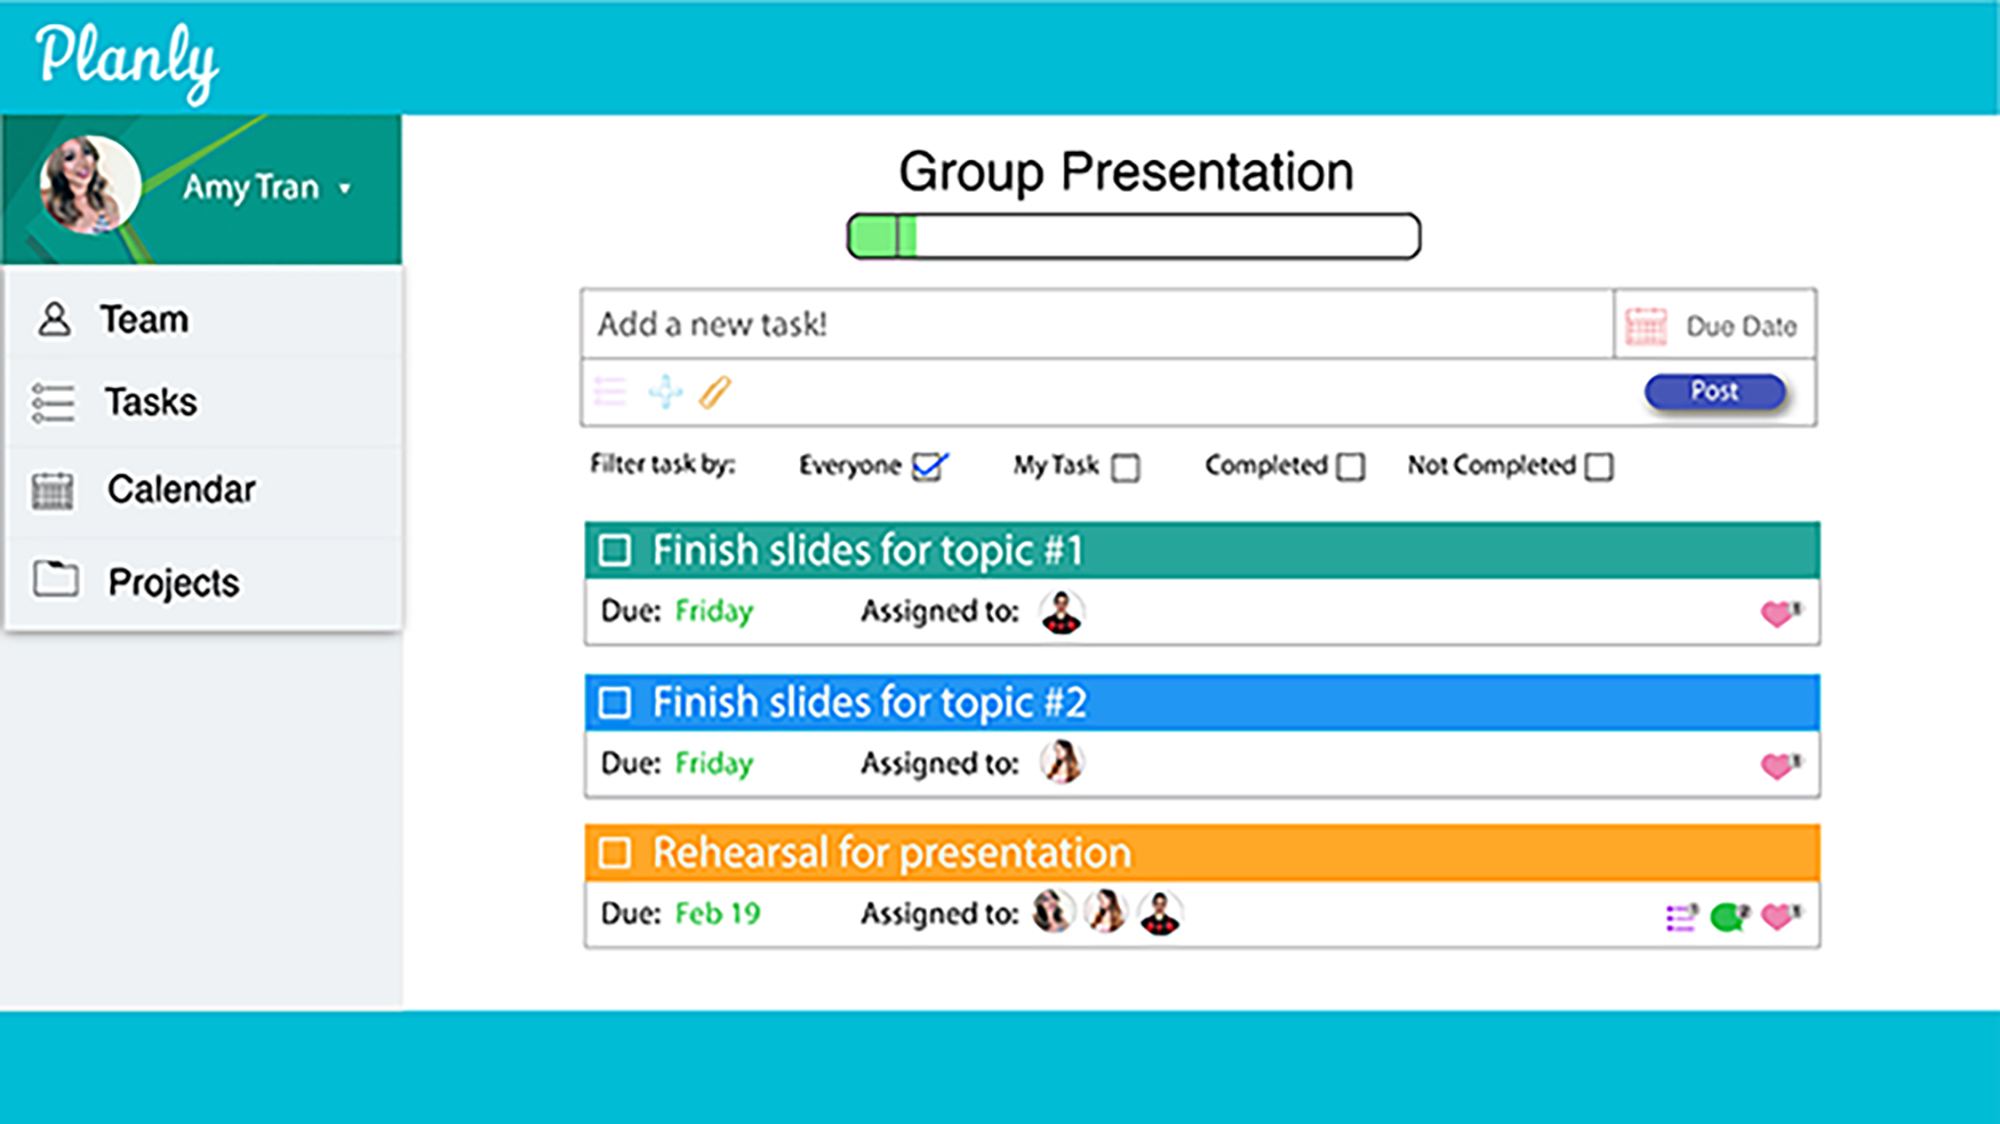 Planly
Amy Tran
Team
Tasks
Calendar
Projects
Group Presentation
Add a new task!
Due Date
Post
Filter task by: Everyone My Task Completed Not Completed
Finish slides for topic #1
Due: Friday Assigned to:
Finish slides for topic #2
Due: Friday Assigned to:
Rehearsal for presentation
Due: Feb 19 Assigned to: